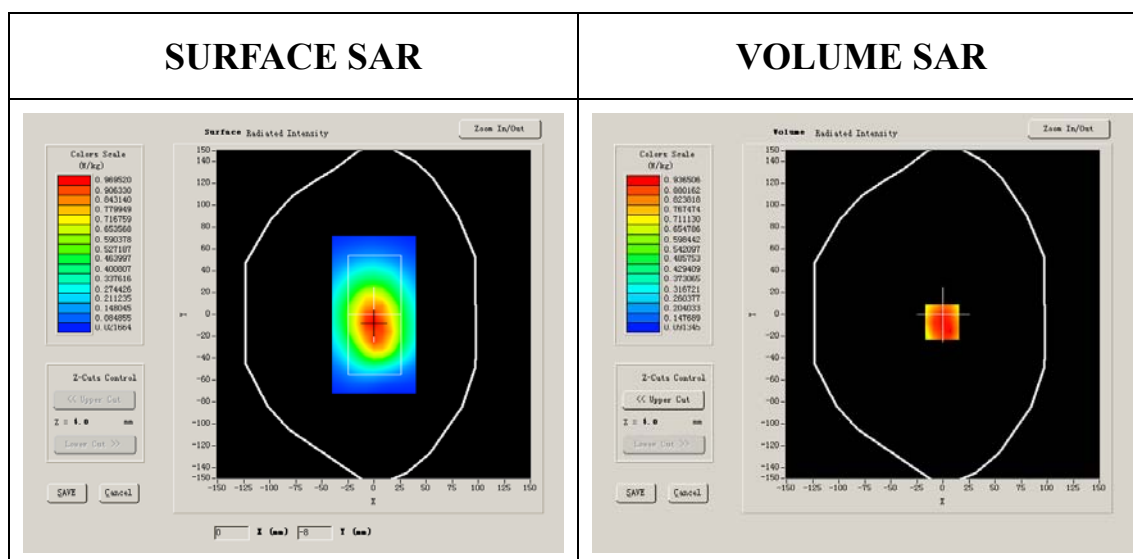 SURFACE SAR
VOLUME SAR
Surface Radiated Intensity
Zoom In/Out
Colors Scale
(W/kg)
0.969520
0.906330
0.843140
0.779949
0.716759
0.653568
0.590378
0.527187
0.463997
0.400807
0.337616
0.274426
0.211235
0.148045
0.084855
0.021664
Z-Cuts Control
<< Upper Cut
Z = 4.0 mm
Lower Cut >>
SAVE
Cancel
150
120
100
80
60
40
20
0
-20
-40
-60
-80
-100
-120
-140
-150
Y
-150 -125 -100 -75 -50 -25 0 25 50 75 100 125 150
X
0 X (mm) -8 Y (mm)
Volume Radiated Intensity
Zoom In/Out
Colors Scale
(W/kg)
0.936506
0.880162
0.823818
0.767474
0.711130
0.654786
0.598442
0.542097
0.485753
0.429409
0.373065
0.316721
0.260377
0.204033
0.147689
0.091345
Z-Cuts Control
<< Upper Cut
Z = 4.0 mm
Lower Cut >>
SAVE
Cancel
150
120
100
80
60
40
20
0
-20
-40
-60
-80
-100
-120
-140
-150
Y
-150 -125 -100 -75 -50 -25 0 25 50 75 100 125 150
X